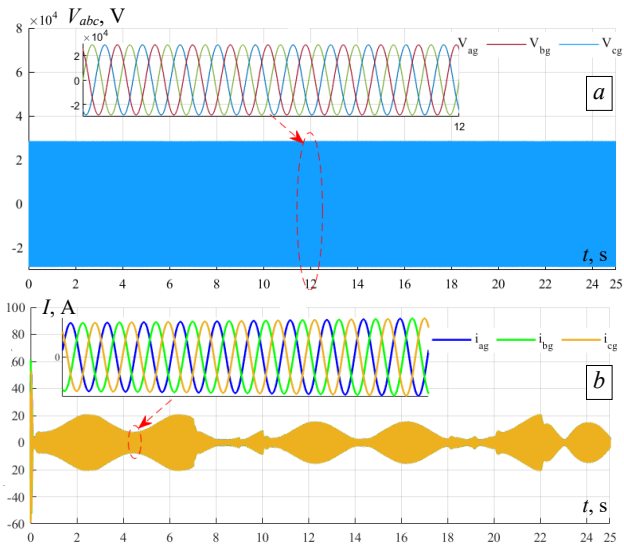 ×10⁴ V_abc, V
8
6
4
2
0
-2
×10⁴
2
0
-2
12
V_ag V_bg V_cg
a
0 2 4 6 8 10 12 14 16 18 20 22 24 25
t, s
I, A
100
80
60
40
20
0
-20
-40
-60
0
i_ag i_bg i_cg
b
0 2 4 6 8 10 12 14 16 18 20 22 24 25
t, s